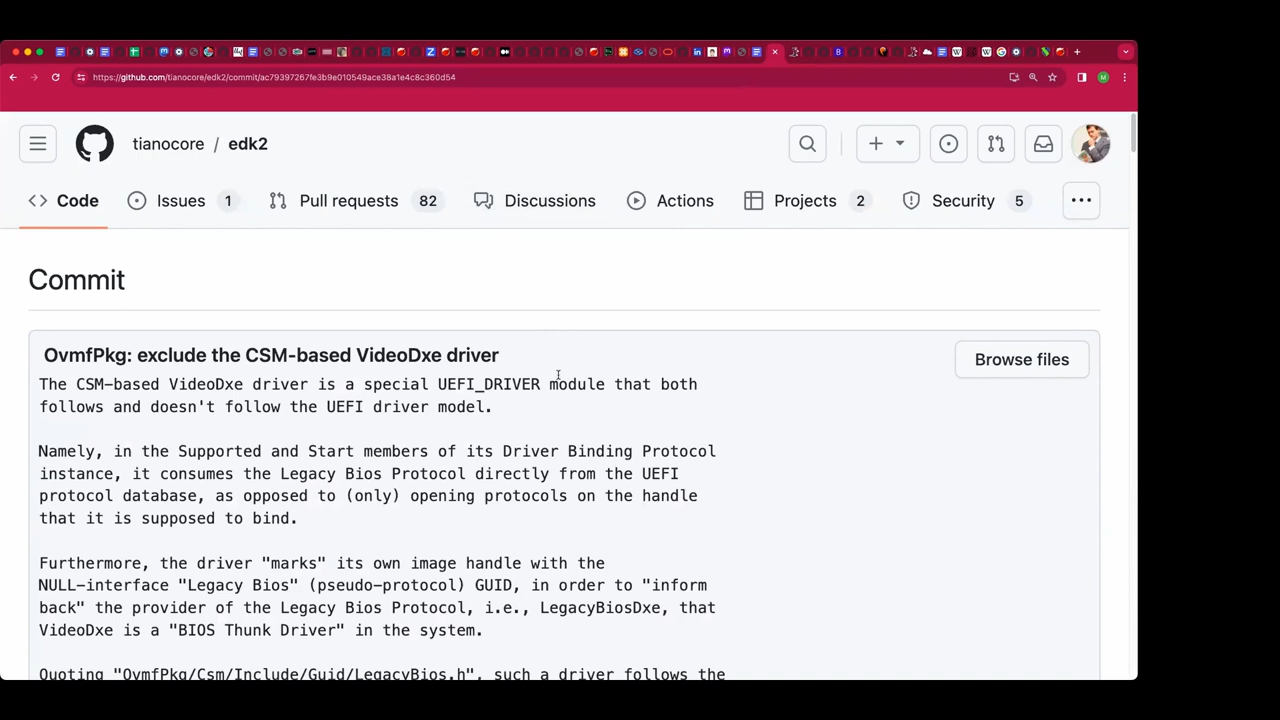 https://github.com/tianocore/edk2/commit/ac79397267fe3b9e010549ace38a1e4c8c360d54
M
tianocore / edk2
Code
Issues 1
Pull requests 82
Discussions
Actions
Projects 2
Security 5
Commit
OvmfPkg: exclude the CSM-based VideoDxe driver
Browse files
The CSM-based VideoDxe driver is a special UEFI_DRIVER module that both
follows and doesn't follow the UEFI driver model.
Namely, in the Supported and Start members of its Driver Binding Protocol
instance, it consumes the Legacy Bios Protocol directly from the UEFI
protocol database, as opposed to (only) opening protocols on the handle
that it is supposed to bind.
Furthermore, the driver "marks" its own image handle with the
NULL-interface "Legacy Bios" (pseudo-protocol) GUID, in order to "inform
back" the provider of the Legacy Bios Protocol, i.e., LegacyBiosDxe, that
VideoDxe is a "BIOS Thunk Driver" in the system.
Quoting "OvmfPkg/Csm/Include/Guid/LegacyBios.h", such a driver follows the